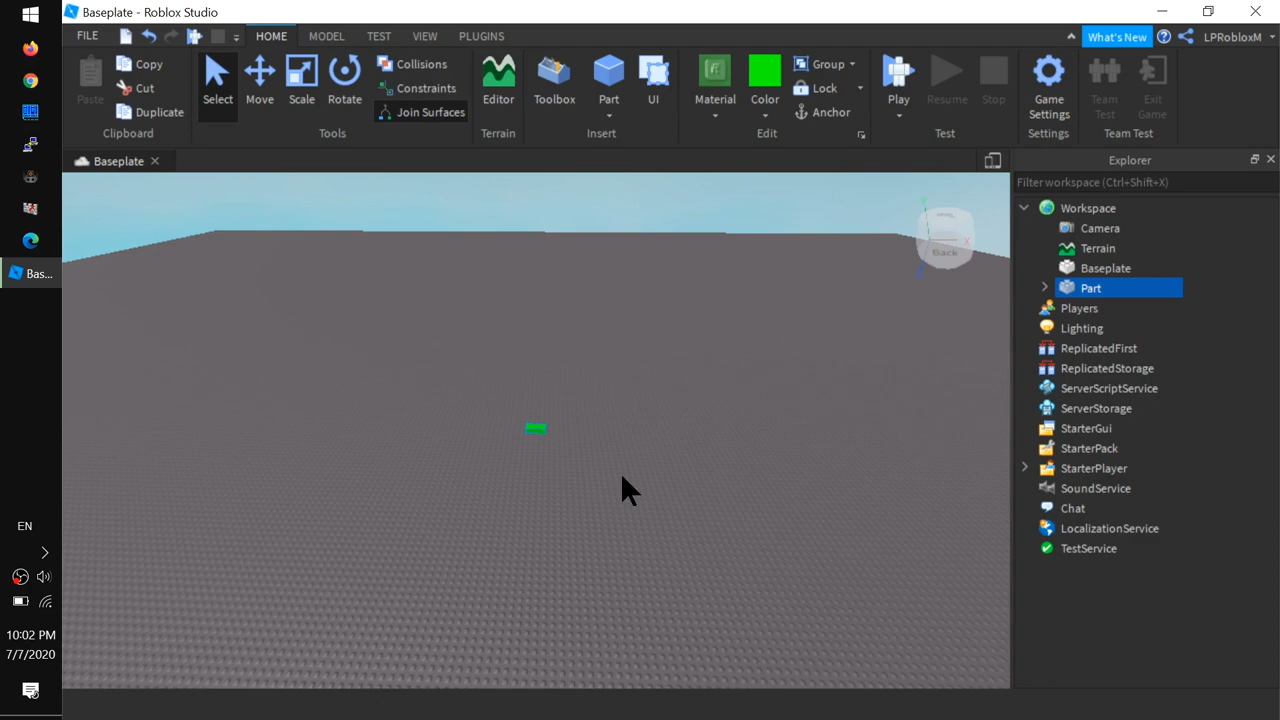 Baseplate - Roblox Studio
FILE
HOME
MODEL
TEST
VIEW
PLUGINS
What's New
LPRobloxM
Paste
Copy
Cut
Duplicate
Clipboard
Select
Move
Scale
Rotate
Collisions
Constraints
Join Surfaces
Tools
Editor
Terrain
Toolbox
Part
UI
Insert
Material
Color
Group
Lock
Anchor
Edit
Play
Resume
Stop
Test
Game
Settings
Settings
Team
Test
Exit
Game
Team Test
Baseplate
Explorer
Filter workspace (Ctrl+Shift+X)
Workspace
Camera
Terrain
Baseplate
Part
Players
Lighting
ReplicatedFirst
ReplicatedStorage
ServerScriptService
ServerStorage
StarterGui
StarterPack
StarterPlayer
SoundService
Chat
LocalizationService
TestService
Back
X
Bas...
EN
10:02 PM
7/7/2020